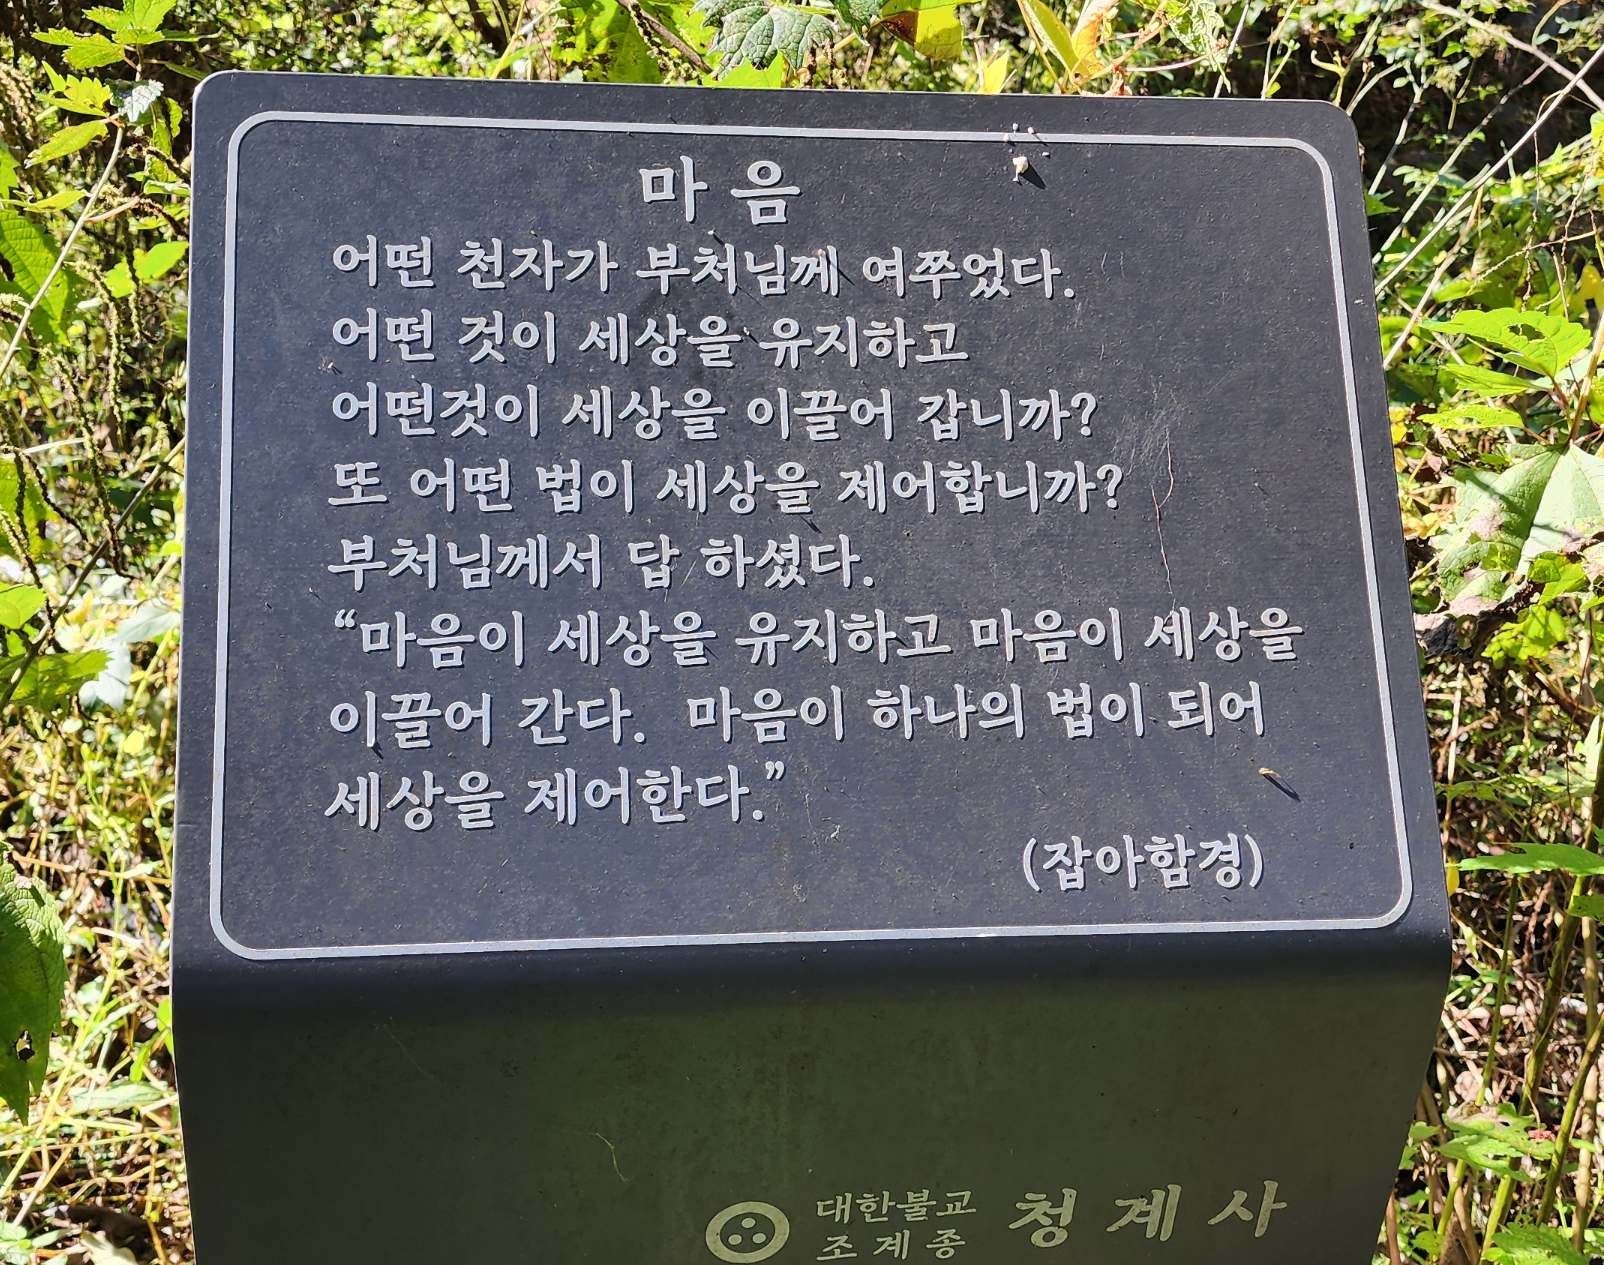 마음
어떤 천자가 부처님께 여쭈었다.
어떤 것이 세상을 유지하고
어떤것이 세상을 이끌어 갑니까?
또 어떤 법이 세상을 제어합니까?
부처님께서 답 하셨다.
“마음이 세상을 유지하고 마음이 세상을
이끌어 간다. 마음이 하나의 법이 되어
세상을 제어한다.”
(잡아함경)
대한불교
조계종
청계사